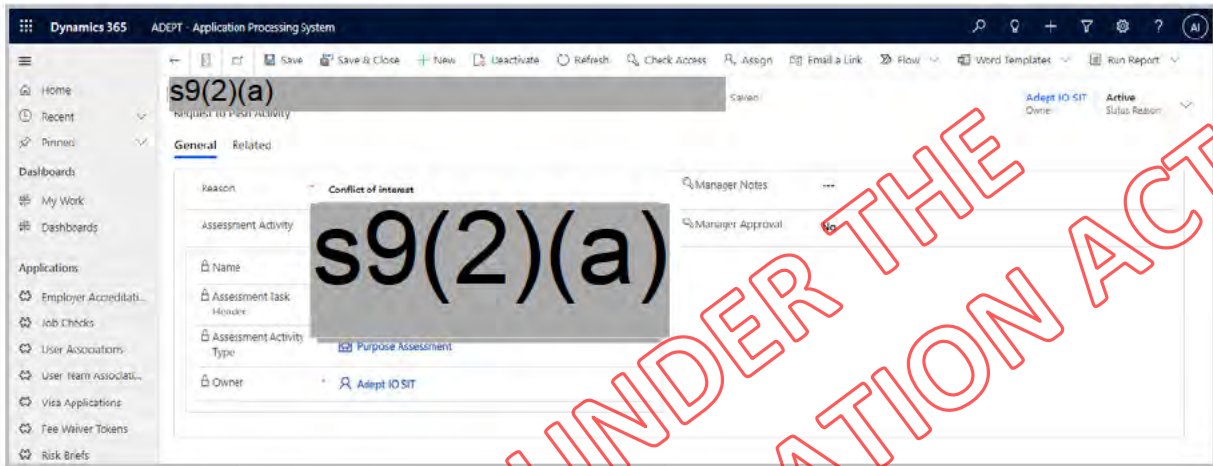 Dynamics 365 ADEPT - Application Processing System AI
Save Save & Close + New Deactivate Refresh Check Access Assign Email a Link Flow Word Templates Run Report
Home
Recent
Pinned
Dashboards
My Work
Dashboards
Applications
Employer Accreditati...
Job Checks
User Associations
User Team Associati...
Visa Applications
Fee Waiver Tokens
Risk Briefs
s9(2)(a)
Saved
Request to Push Activity
Adept IO SIT
Owner
Active
Status Reason
General Related
Reason * Conflict of interest
Manager Notes ---
Assessment Activity
Manager Approval No
s9(2)(a)
Name
Assessment Task
Header
Assessment Activity
Type
Purpose Assessment
Owner * Adept IO SIT
UNDER THE
ATION ACT